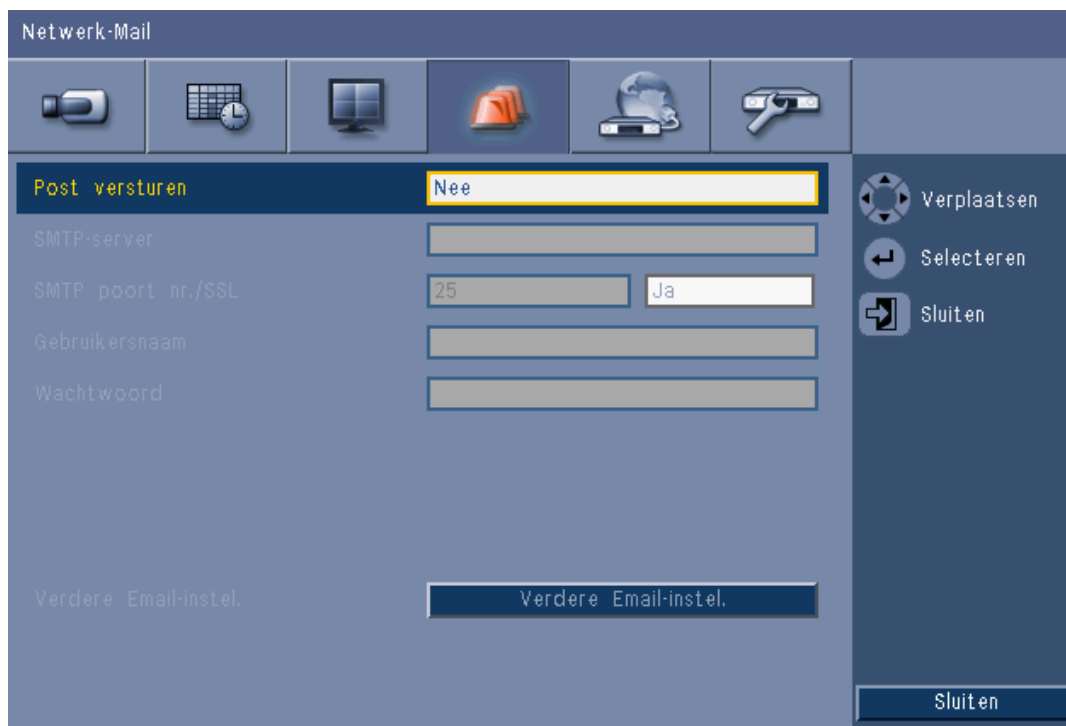 Netwerk-Mail
Post versturen Nee
SMTP-server
SMTP poort nr./SSL 25 Ja
Gebruikersnaam
Wachtwoord
Verdere Email-instel. Verdere Email-instel.
Verplaatsen
Selecteren
Sluiten
Sluiten